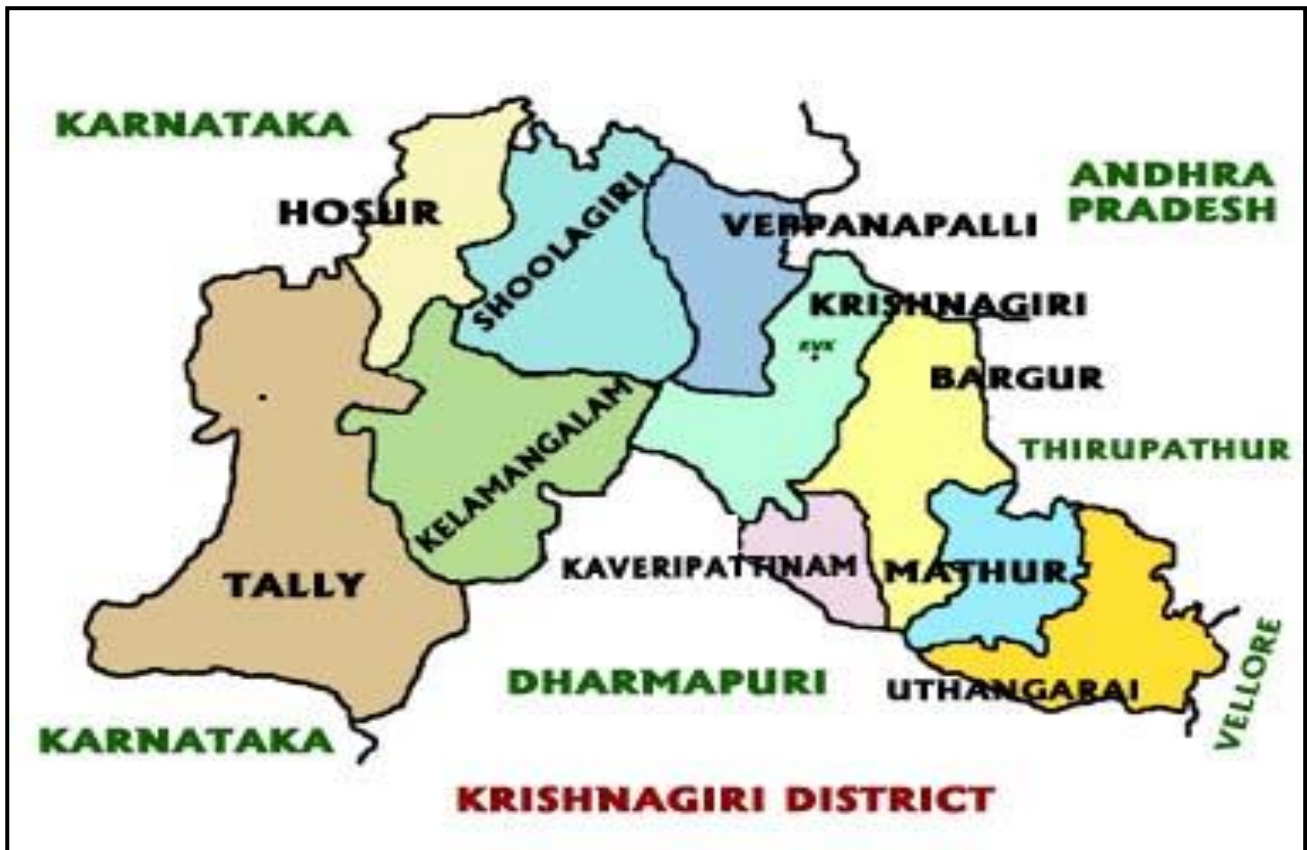 KARNATAKA
ANDHRA
PRADESH
HOSUR
SHOOLAGIRI
VEPPANAPALLI
KRISHNAGIRI
KVK
BARGUR
KELAMANGALAM
THIRUPATHUR
TALLY
KAVERIPATTINAM
MATHUR
DHARMAPURI
UTHANGARAI
VELLORE
KARNATAKA
KRISHNAGIRI DISTRICT